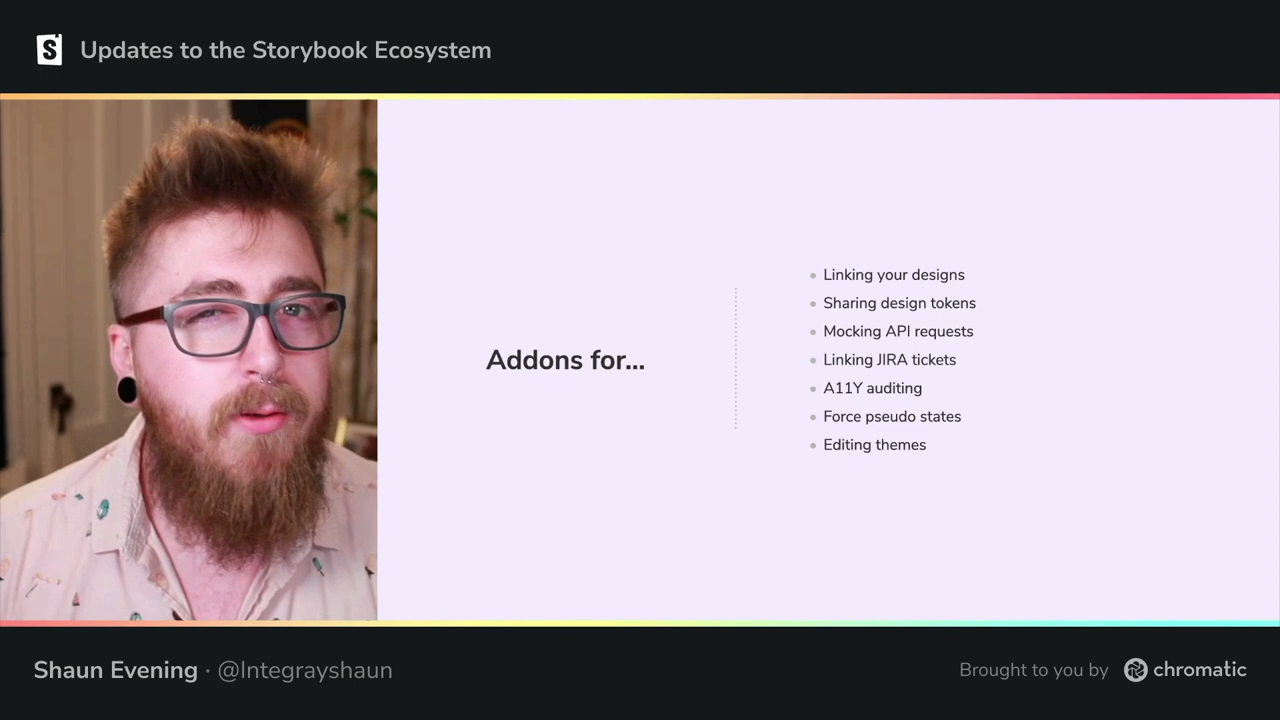 Updates to the Storybook Ecosystem
Addons for...
Linking your designs
Sharing design tokens
Mocking API requests
Linking JIRA tickets
A11Y auditing
Force pseudo states
Editing themes
Shaun Evening · @Integrayshaun
Brought to you by chromatic